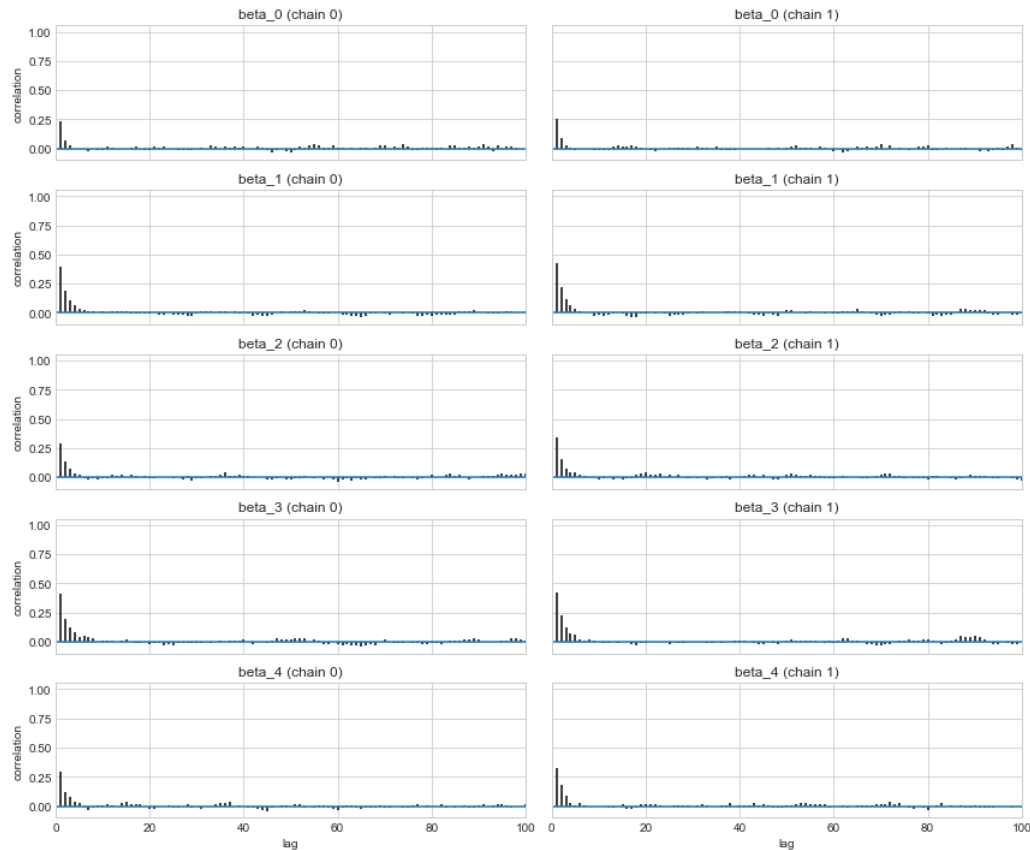 beta_0 (chain 0)
beta_0 (chain 1)
1.00
0.75
0.50
0.25
0.00
correlation
beta_1 (chain 0)
beta_1 (chain 1)
1.00
0.75
0.50
0.25
0.00
correlation
beta_2 (chain 0)
beta_2 (chain 1)
1.00
0.75
0.50
0.25
0.00
correlation
beta_3 (chain 0)
beta_3 (chain 1)
1.00
0.75
0.50
0.25
0.00
correlation
beta_4 (chain 0)
beta_4 (chain 1)
1.00
0.75
0.50
0.25
0.00
correlation
0 20 40 60 80 100
0 20 40 60 80 100
lag
lag